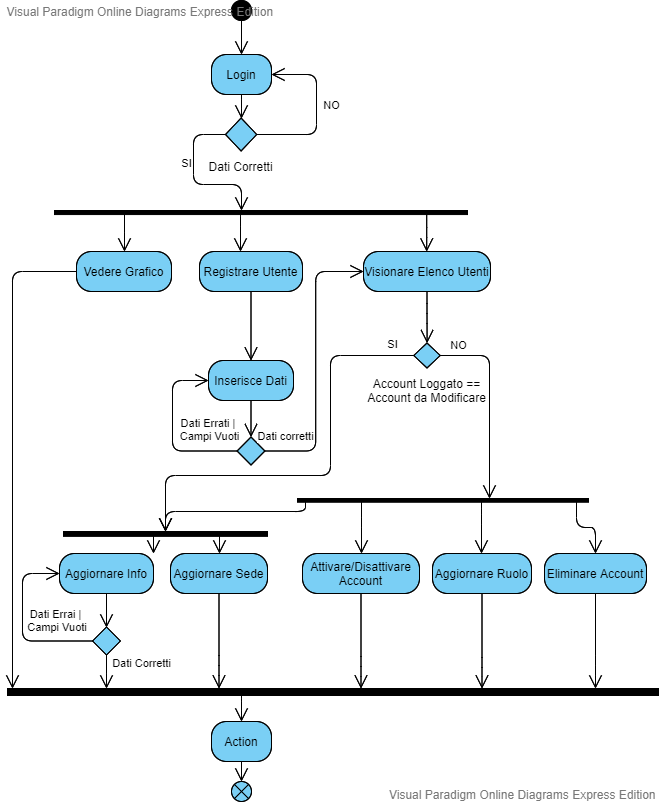 Visual Paradigm Online Diagrams Express Edition
Login
NO
SI
Dati Corretti
Vedere Grafico
Registrare Utente
Visionare Elenco Utenti
SI
NO
Account Loggato ==
Account da Modificare
Inserisce Dati
Dati Errati |
Campi Vuoti
Dati corretti
Aggiornare Info
Aggiornare Sede
Attivare/Disattivare
Account
Aggiornare Ruolo
Eliminare Account
Dati Errai |
Campi Vuoti
Dati Corretti
Action
Visual Paradigm Online Diagrams Express Edition